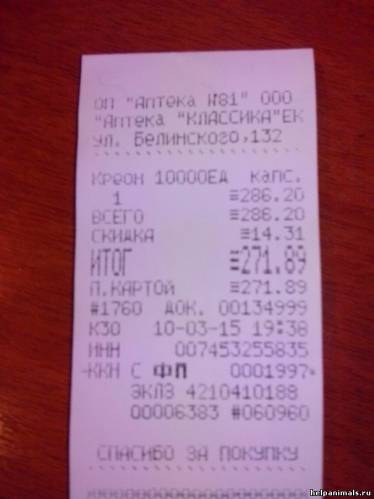 ОП "Аптека №81" ООО
"Аптека "КЛАССИКА"ЕК
ул. Белинского,132
Креон 10000ЕД капс.
1 ≡286.20
ВСЕГО ≡286.20
СКИДКА ≡14.31
ИТОГ ≡271.89
П.КАРТОЙ ≡271.89
#1760 ДОК. 00134999
К30 10-03-15 19:38
ИНН 007453255835
ККН С ФП 0001997*
ЭКЛЗ 4210410188
00006383 #060960
СПАСИБО ЗА ПОКУПКУ
helpanimals.ru